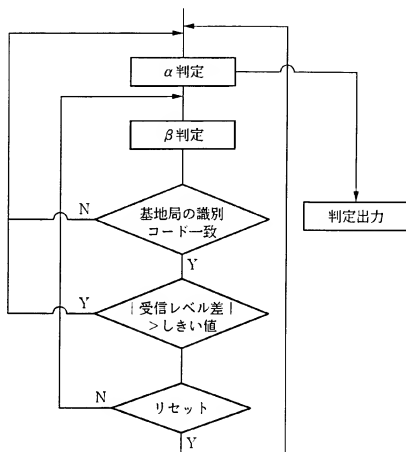 α判定
β判定
基地局の識別
コード一致
N
Y
判定出力
|受信レベル差|
>しきい値
Y
リセット
N
Y